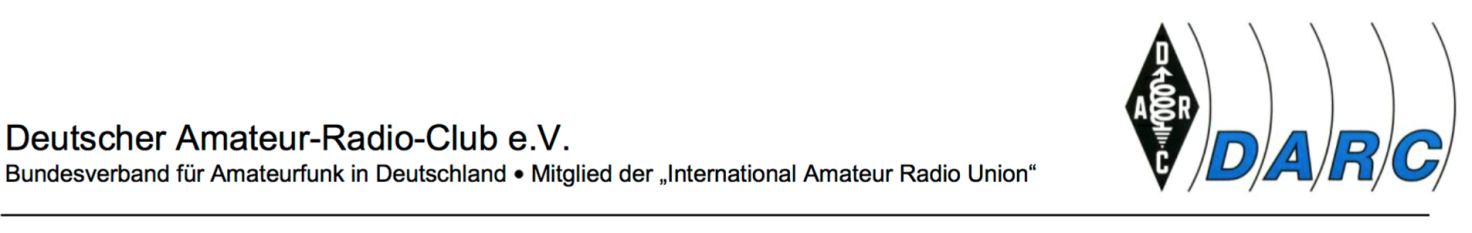 Deutscher Amateur-Radio-Club e.V.
Bundesverband für Amateurfunk in Deutschland • Mitglied der „International Amateur Radio Union“
D
A R
C
DARC